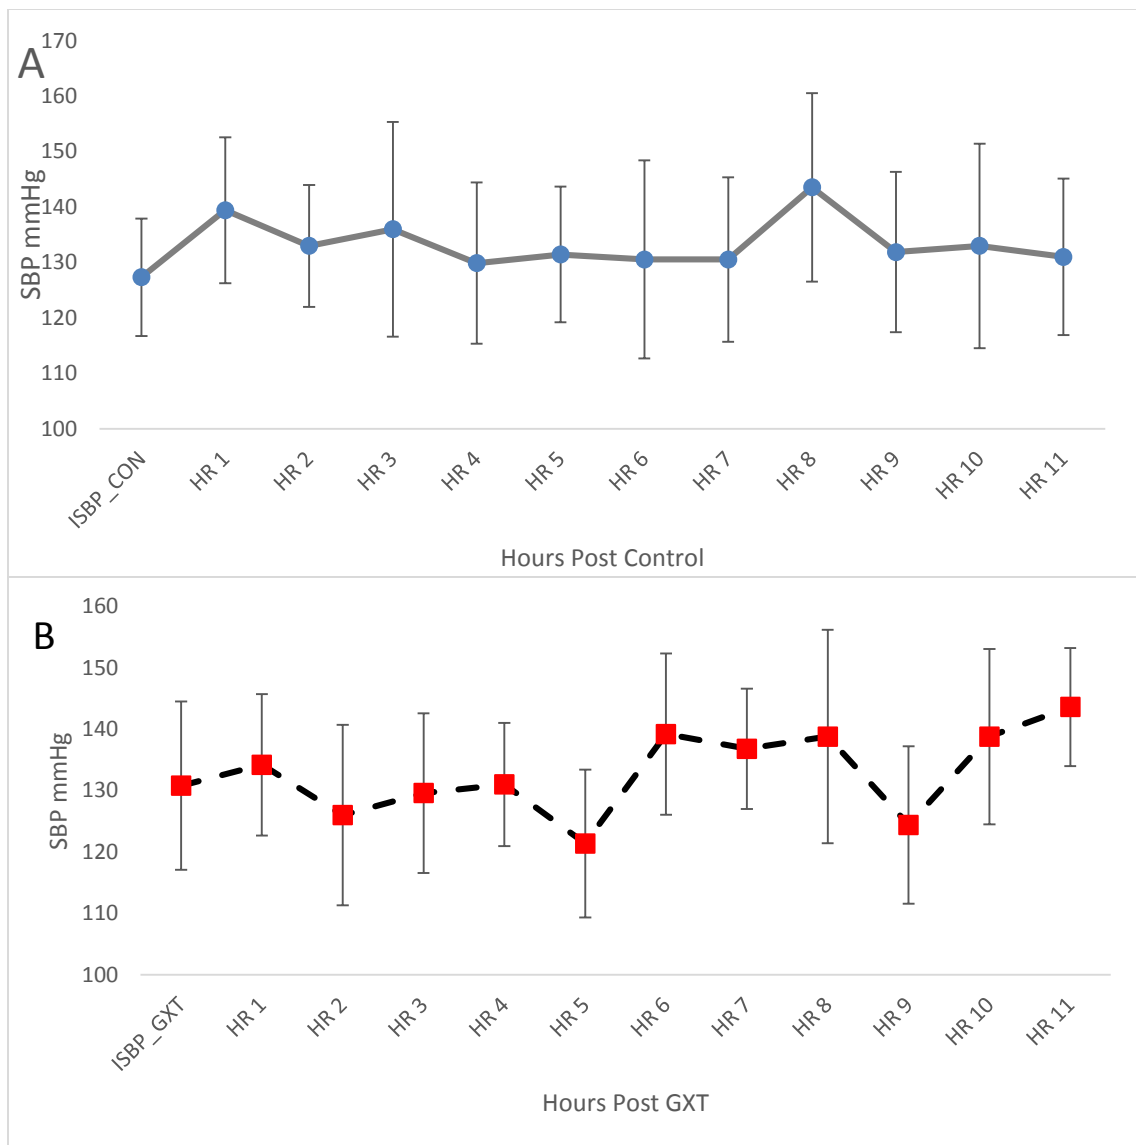 A
SBP mmHg
170
160
150
140
130
120
110
100
ISBP_CON
HR 1
HR 2
HR 3
HR 4
HR 5
HR 6
HR 7
HR 8
HR 9
HR 10
HR 11
Hours Post Control
B
SBP mmHg
160
150
140
130
120
110
100
ISBP_GXT
HR 1
HR 2
HR 3
HR 4
HR 5
HR 6
HR 7
HR 8
HR 9
HR 10
HR 11
Hours Post GXT